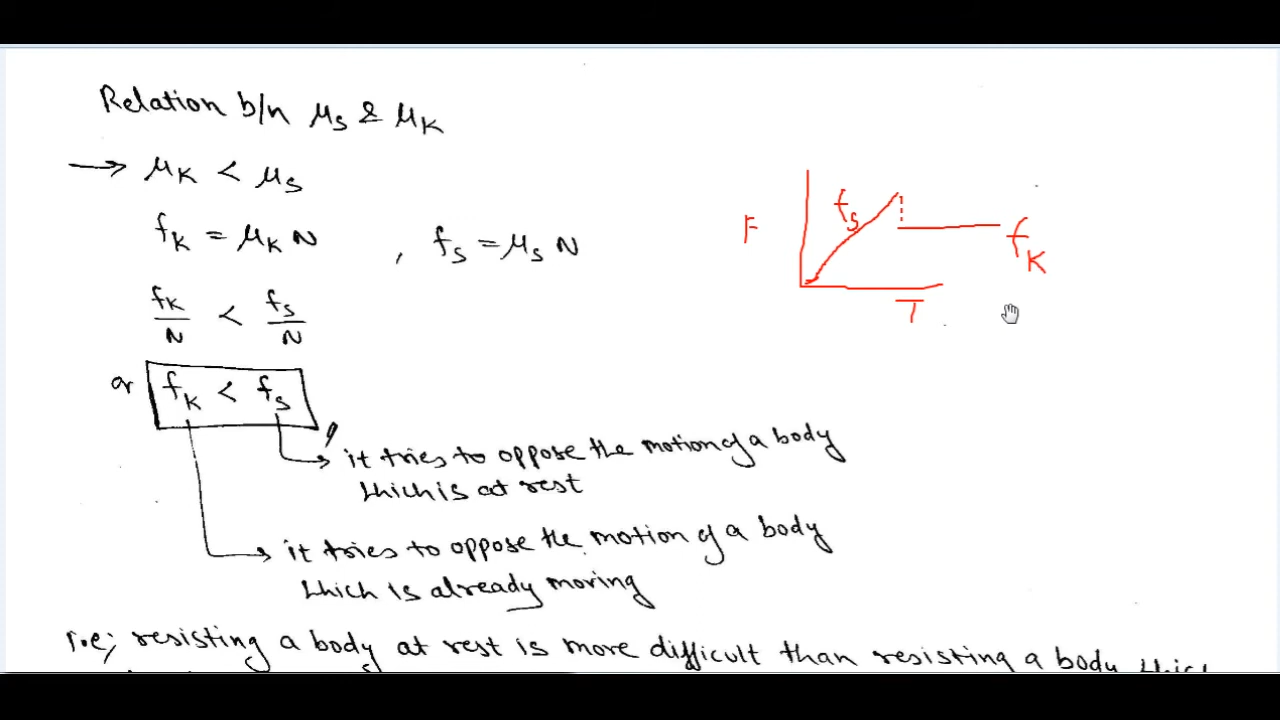 Relation b/n μs & μK
→ μK < μs
fK = μK N , fs = μs N
fK/N < fs/N
or fK < fs
it tries to oppose the motion of a body
which is at rest
it tries to oppose the motion of a body
which is already moving
i.e; resisting a body at rest is more difficult than resisting a body which
F
fs
fK
T